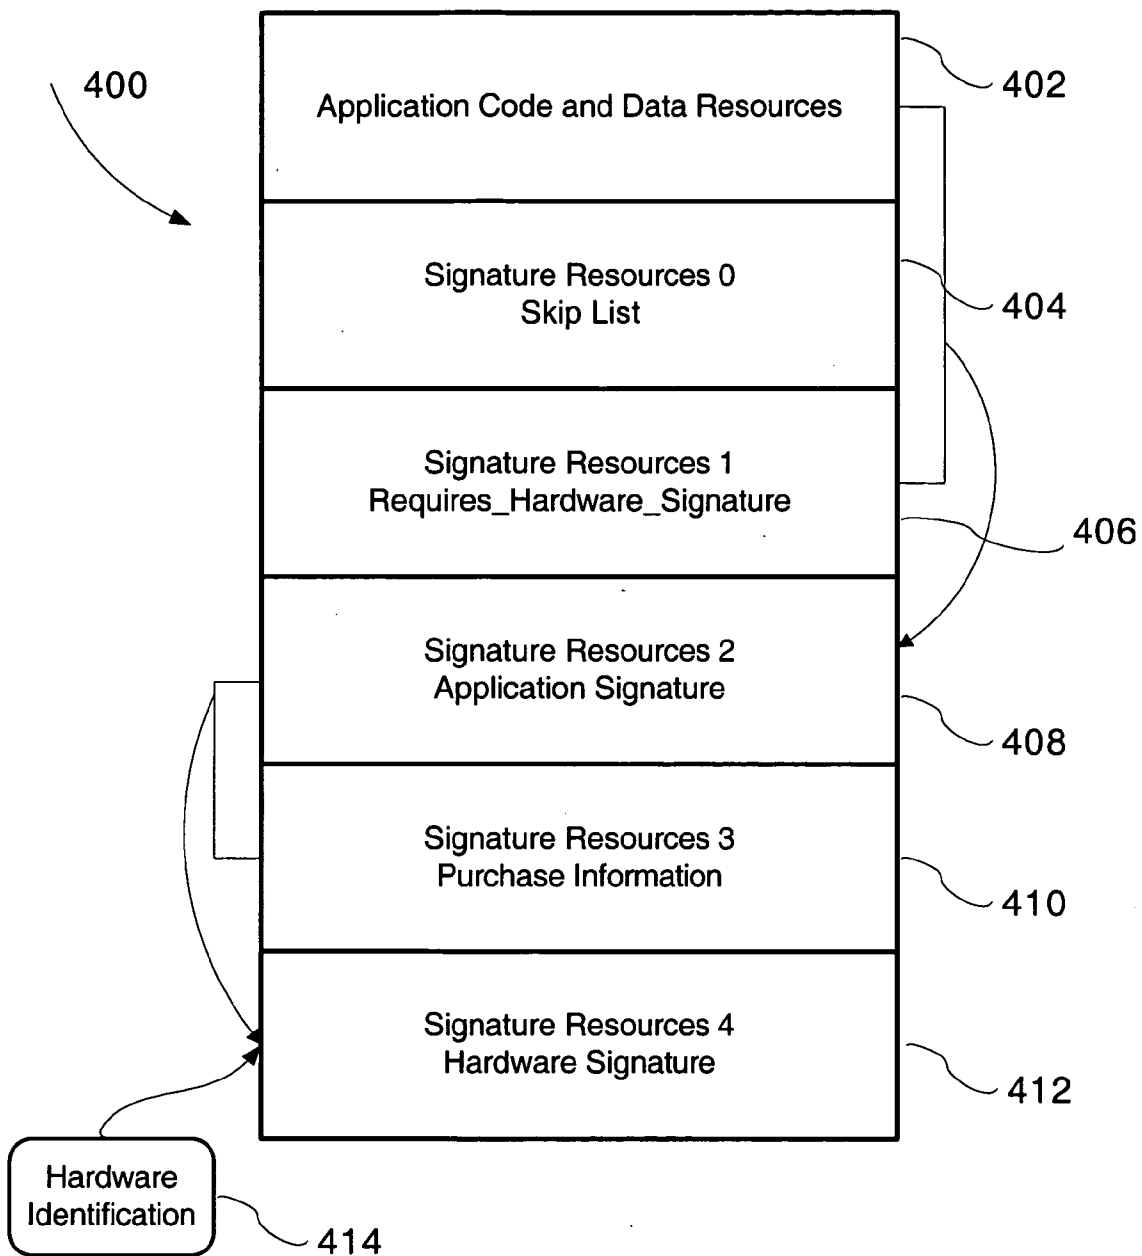 400
402
Application Code and Data Resources
Signature Resources 0
Skip List
404
Signature Resources 1
Requires_Hardware_Signature
406
Signature Resources 2
Application Signature
408
Signature Resources 3
Purchase Information
410
Signature Resources 4
Hardware Signature
412
Hardware
Identification
414